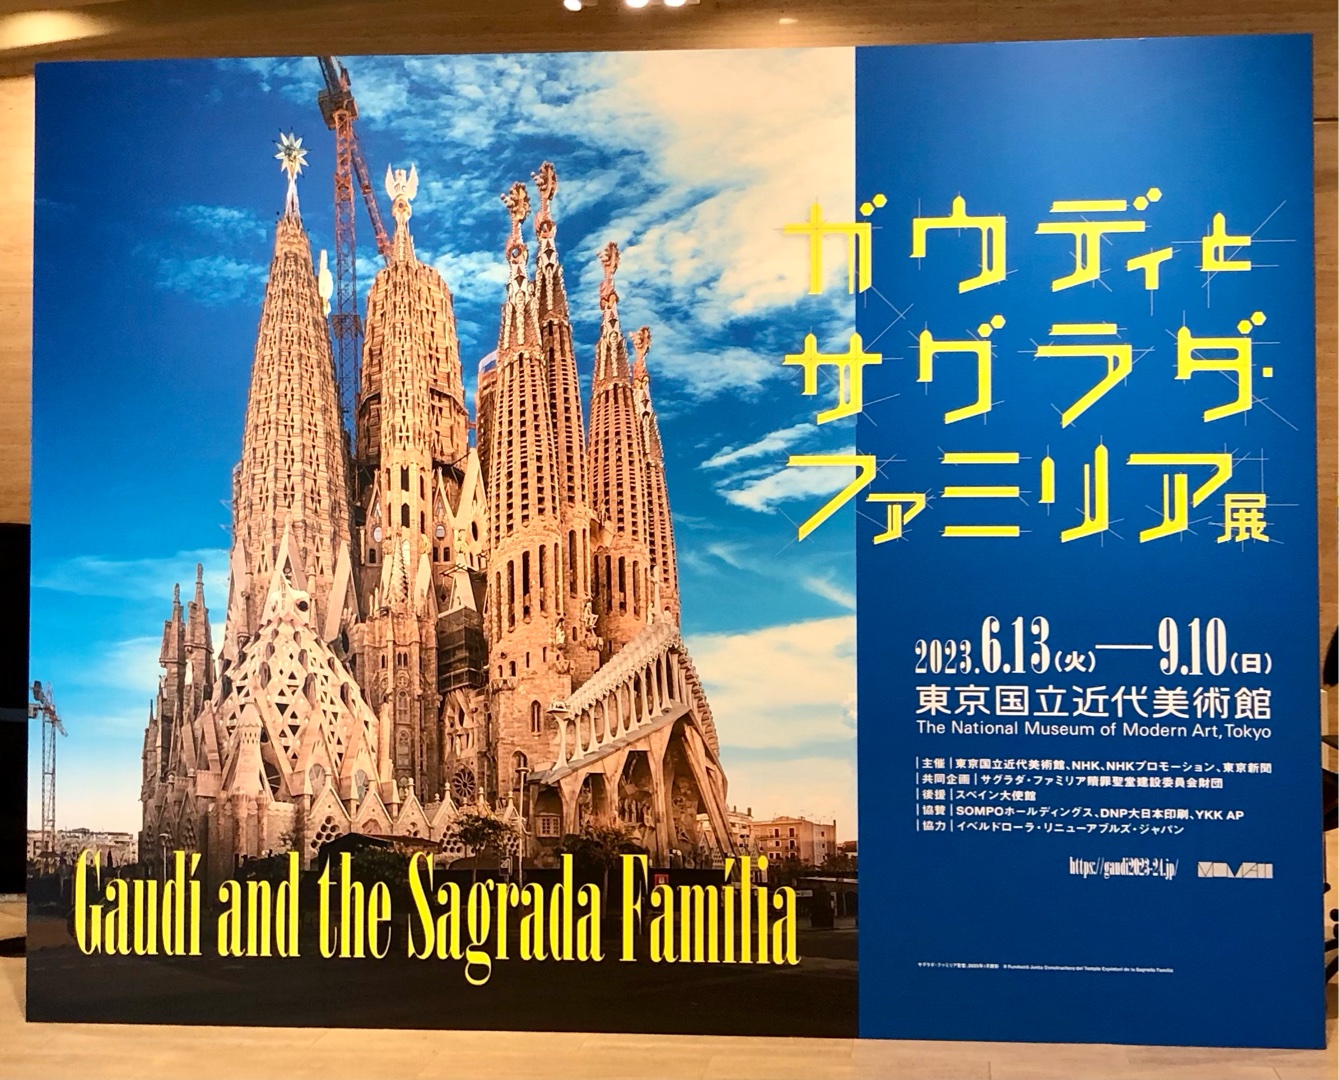 ガウディと
サグラダ・
ファミリア展
2023.6.13(火)—9.10(日)
東京国立近代美術館
The National Museum of Modern Art, Tokyo
|主催|東京国立近代美術館、NHK、NHKプロモーション、東京新聞
|共同企画|サグラダ・ファミリア贖罪聖堂建設委員会財団
|後援|スペイン大使館
|協賛|SOMPOホールディングス、DNP大日本印刷、YKK AP
|協力|イベルドローラ・リニューアブルズ・ジャパン
https://gaudi2023-24.jp/
Gaudí and the Sagrada Família